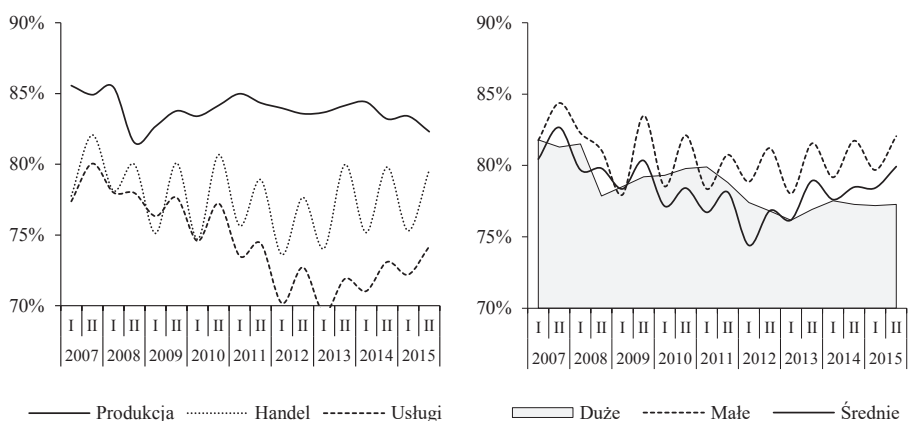 90%
85%
80%
75%
70%
I II I II I II I II I II I II I II I II I II
2007 2008 2009 2010 2011 2012 2013 2014 2015
Produkcja Handel Usługi
90%
85%
80%
75%
70%
I II I II I II I II I II I II I II I II I II
2007 2008 2009 2010 2011 2012 2013 2014 2015
Duże Małe Średnie